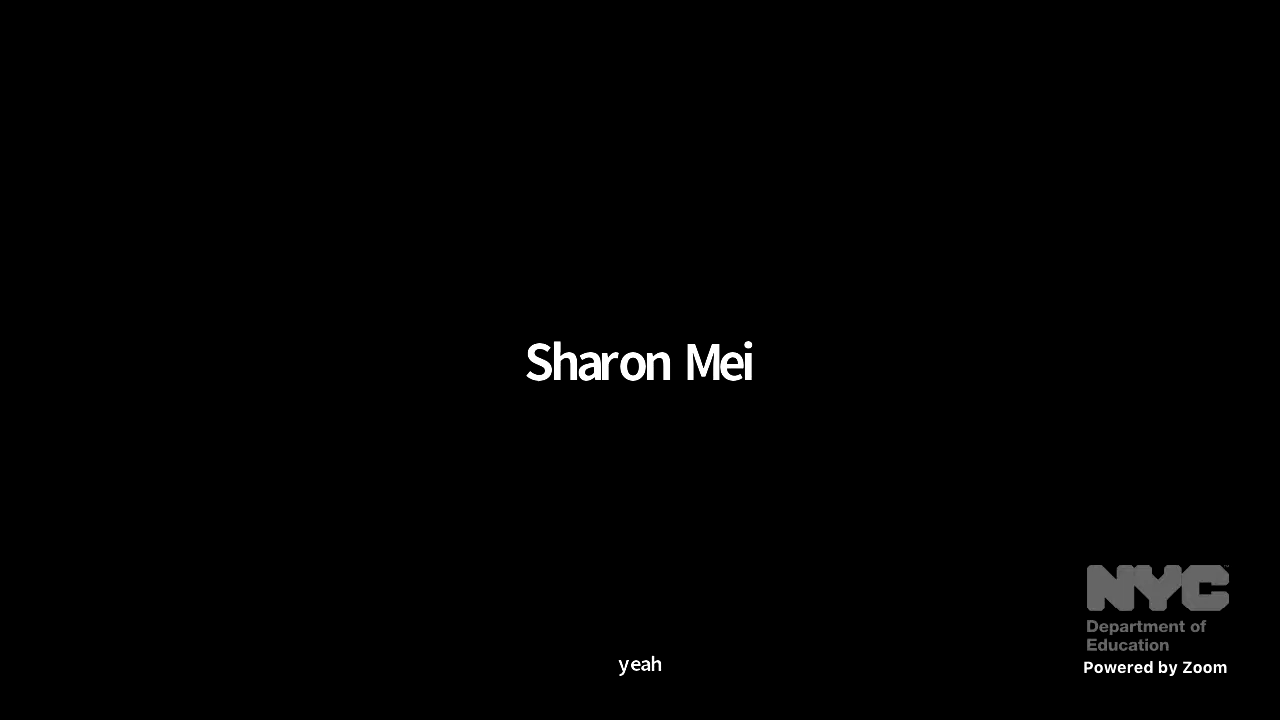 Sharon Mei
NYC
Department of
Education
Powered by Zoom
yeah